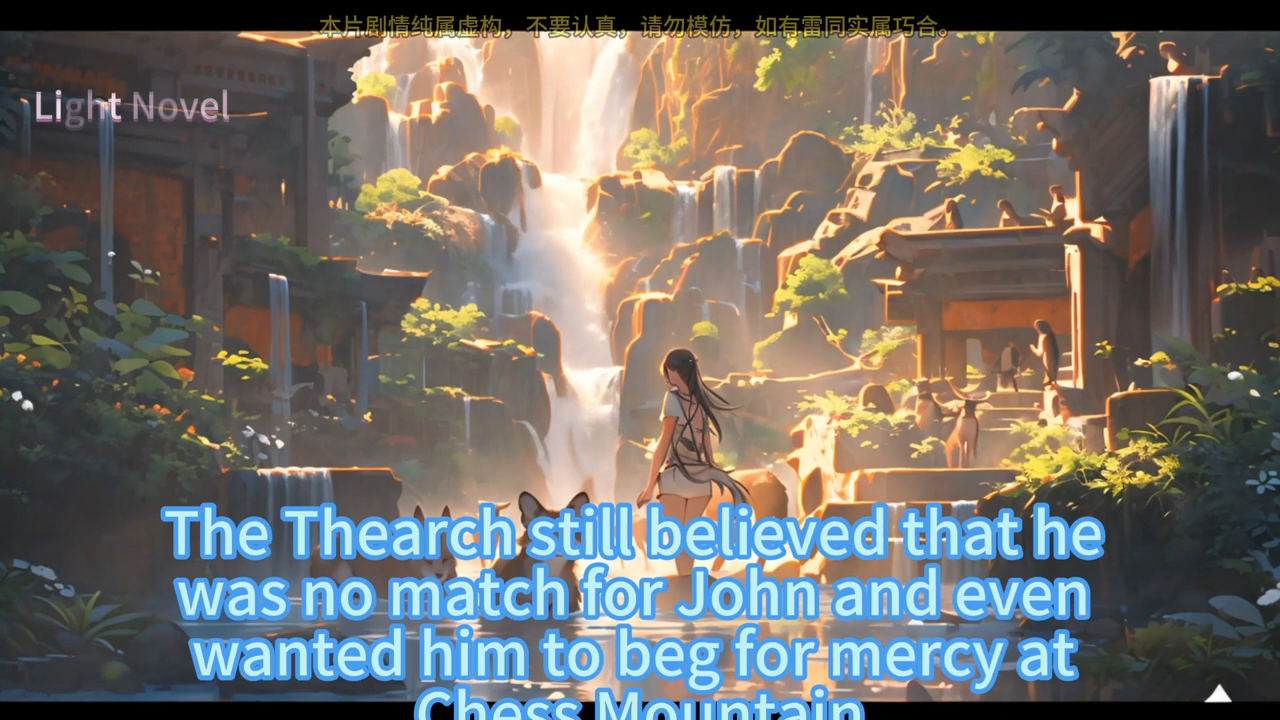 本片剧情纯属虚构，不要认真，请勿模仿，如有雷同实属巧合。
Light Novel
The Thearch still believed that he
was no match for John and even
wanted him to beg for mercy at
Chess Mountain